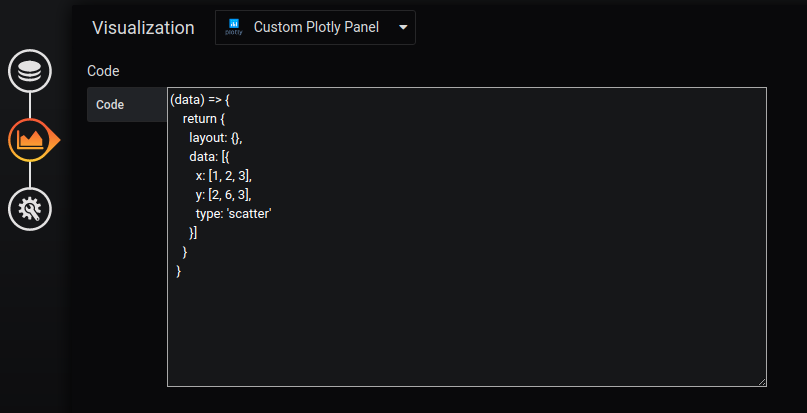 Visualization
plotly
Custom Plotly Panel
Code
Code
(data) => {
return {
layout: {},
data: [{
x: [1, 2, 3],
y: [2, 6, 3],
type: 'scatter'
}]
}
}